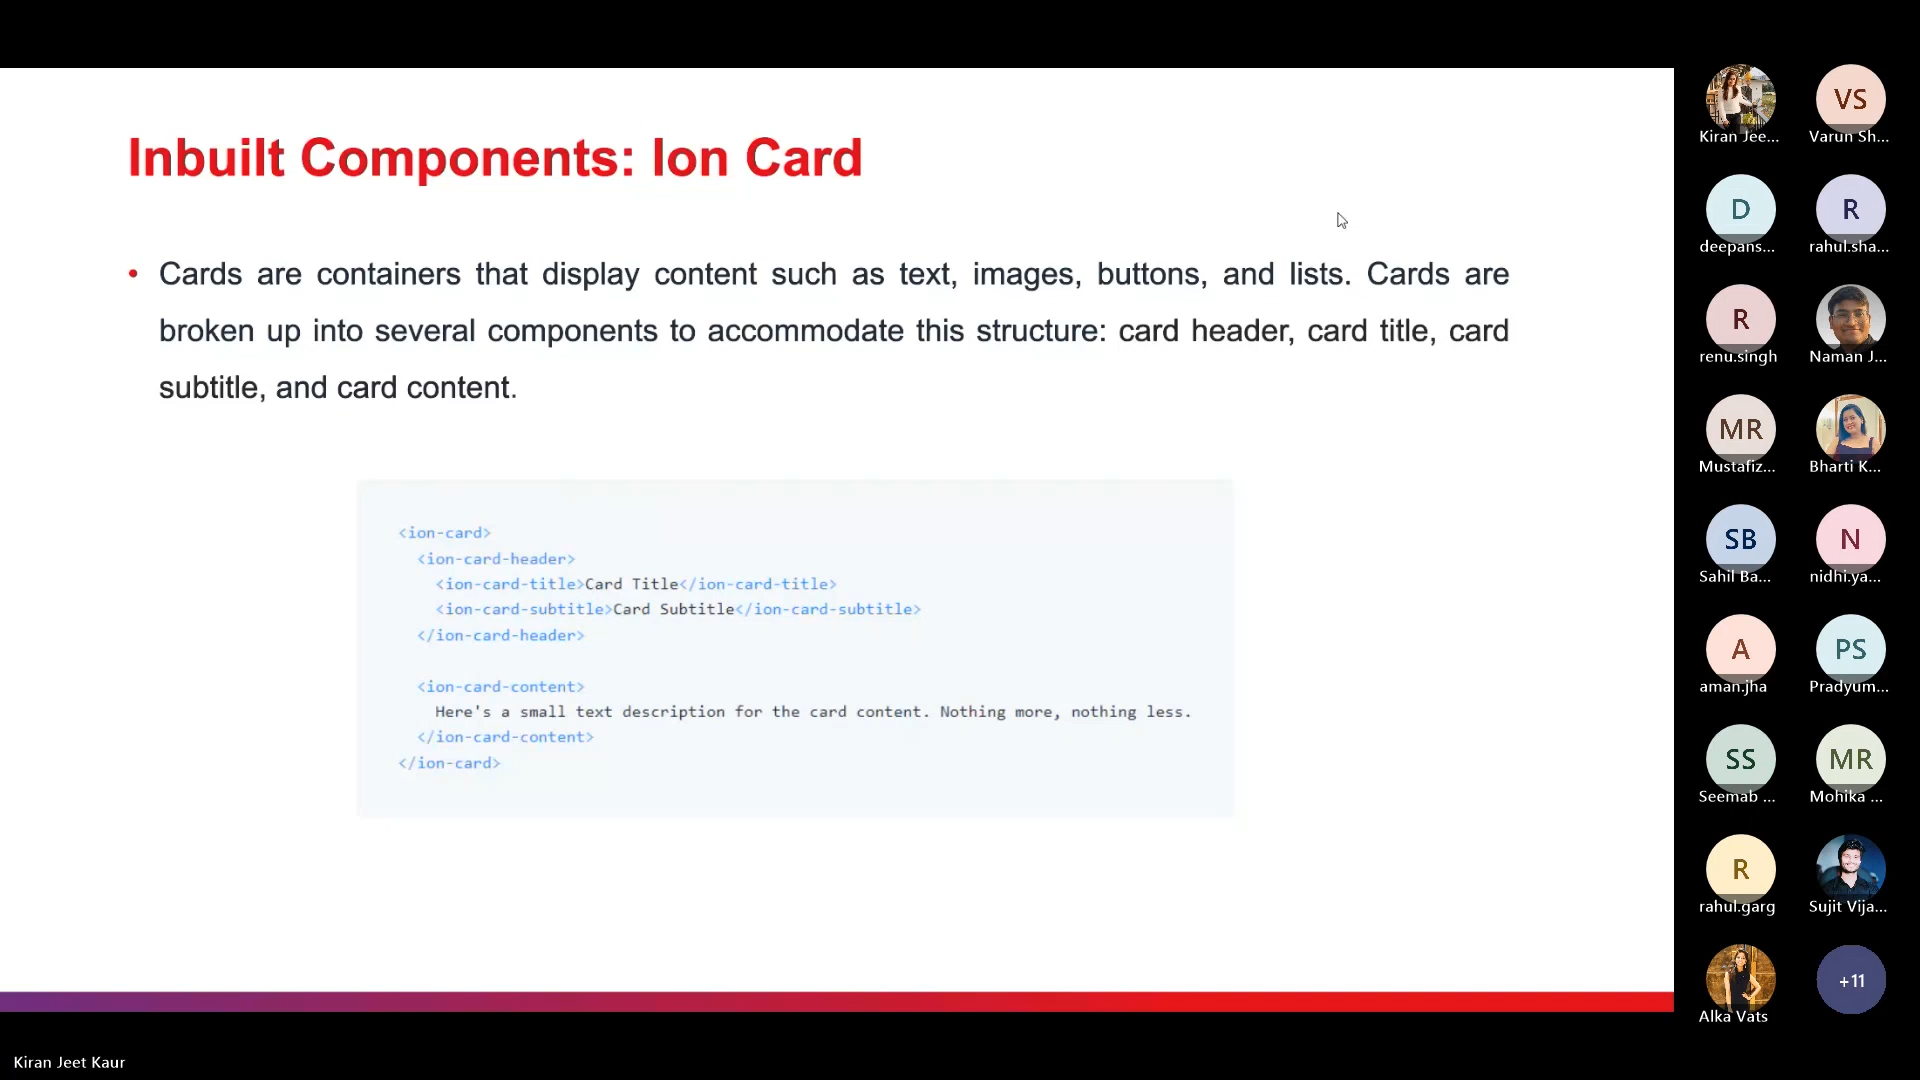 Inbuilt Components: Ion Card
• Cards are containers that display content such as text, images, buttons, and lists. Cards are
broken up into several components to accommodate this structure: card header, card title, card
subtitle, and card content.
<ion-card>
<ion-card-header>
<ion-card-title>Card Title</ion-card-title>
<ion-card-subtitle>Card Subtitle</ion-card-subtitle>
</ion-card-header>
<ion-card-content>
Here's a small text description for the card content. Nothing more, nothing less.
</ion-card-content>
</ion-card>
Kiran Jee...
VS
Varun Sh...
D
deepans...
R
rahul.sha...
R
renu.singh
Naman J...
MR
Mustafiz...
Bharti K...
SB
Sahil Ba...
N
nidhi.ya...
A
aman.jha
PS
Pradyum...
SS
Seemab ...
MR
Mohika ...
R
rahul.garg
Sujit Vija...
Alka Vats
+11
Kiran Jeet Kaur